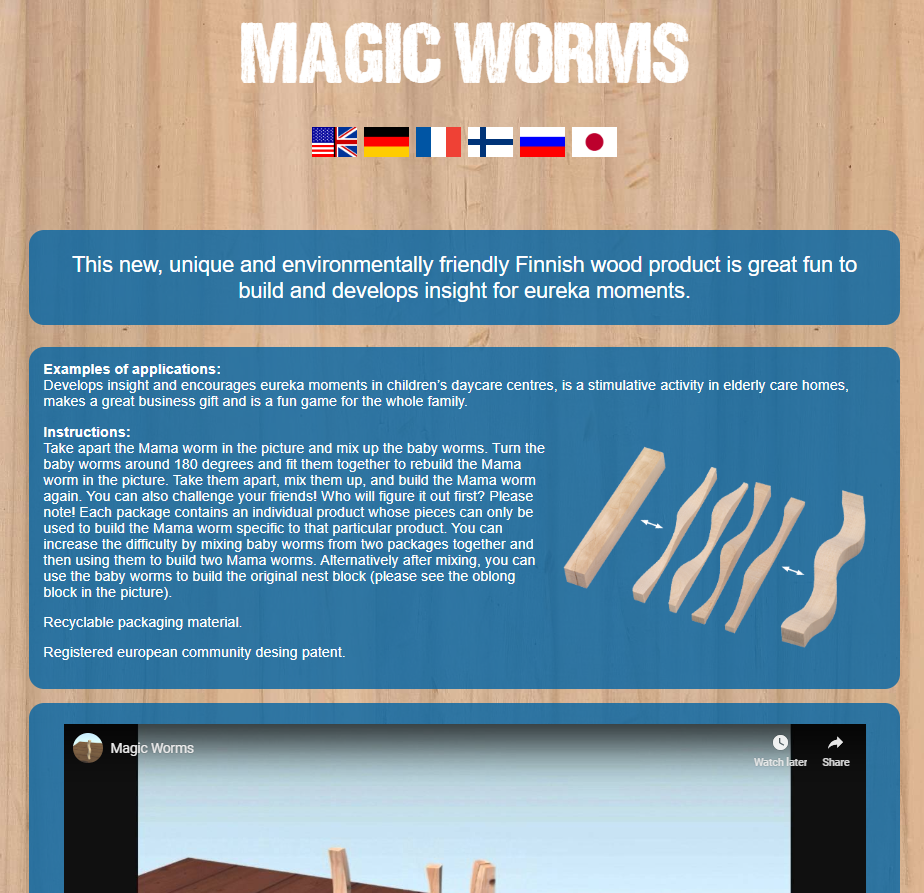 MAGIC WORMS
This new, unique and environmentally friendly Finnish wood product is great fun to
build and develops insight for eureka moments.
Examples of applications:
Develops insight and encourages eureka moments in children's daycare centres, is a stimulative activity in elderly care homes,
makes a great business gift and is a fun game for the whole family.
Instructions:
Take apart the Mama worm in the picture and mix up the baby worms. Turn the
baby worms around 180 degrees and fit them together to rebuild the Mama
worm in the picture. Take them apart, mix them up, and build the Mama worm
again. You can also challenge your friends! Who will figure it out first? Please
note! Each package contains an individual product whose pieces can only be
used to build the Mama worm specific to that particular product. You can
increase the difficulty by mixing baby worms from two packages together and
then using them to build two Mama worms. Alternatively after mixing, you can
use the baby worms to build the original nest block (please see the oblong
block in the picture).
Recyclable packaging material.
Registered european community desing patent.
Magic Worms
Watch later
Share